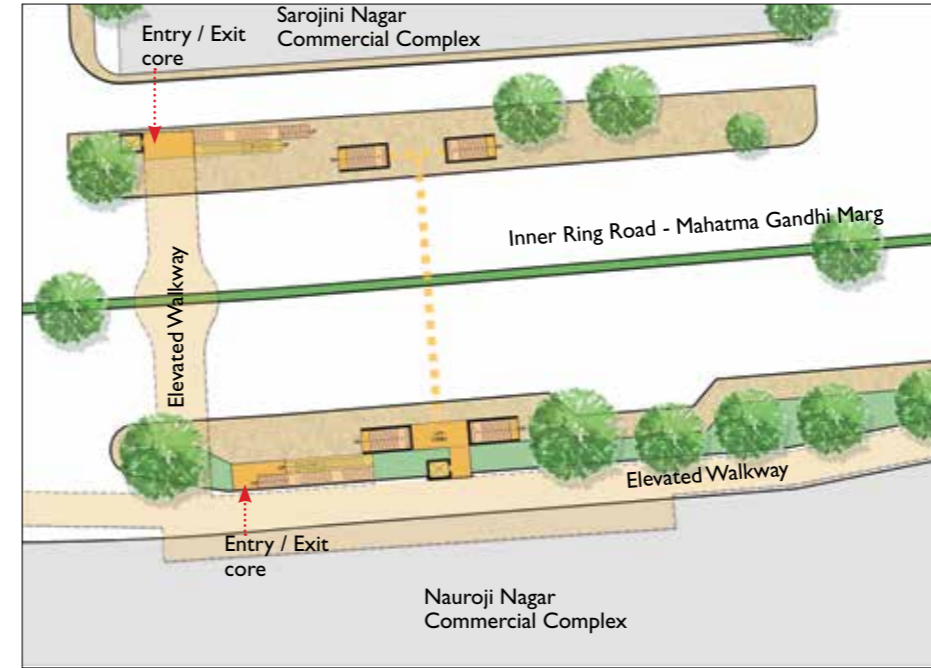 Sarojini Nagar
Commercial Complex
Entry / Exit
core
Inner Ring Road - Mahatma Gandhi Marg
Elevated Walkway
Elevated Walkway
Entry / Exit
core
Nauroji Nagar
Commercial Complex